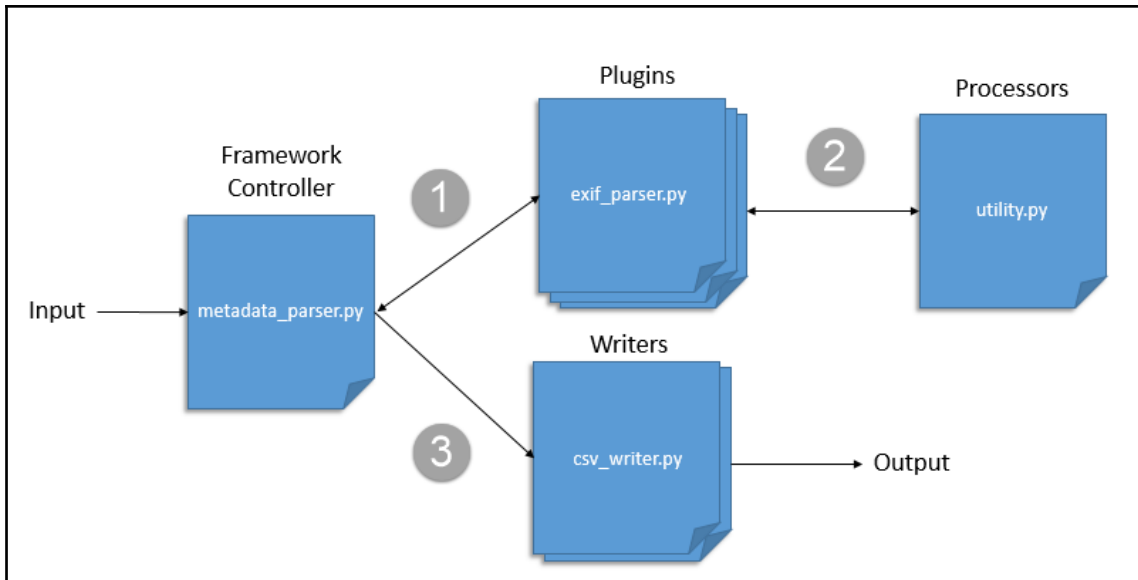 Plugins
Processors
Framework
Controller
1
2
exif_parser.py
utility.py
Input
metadata_parser.py
Writers
3
csv_writer.py
Output